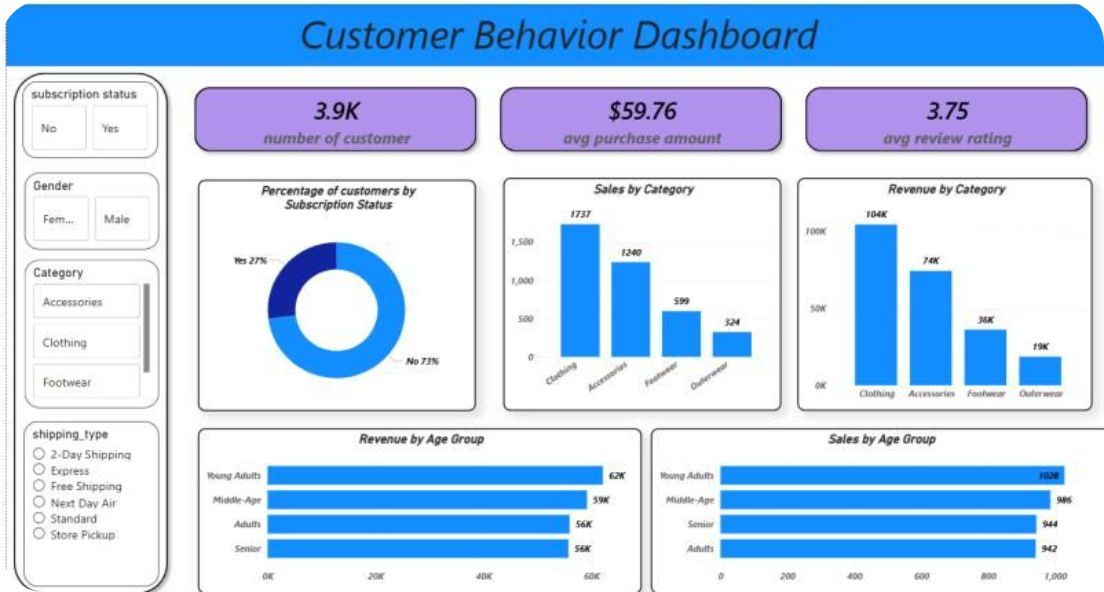 Customer Behavior Dashboard
subscription status
No
Yes
Gender
Fem...
Male
Category
Accessories
Clothing
Footwear
shipping_type
2-Day Shipping
Express
Free Shipping
Next Day Air
Standard
Store Pickup
3.9K
number of customer
$59.76
avg purchase amount
3.75
avg review rating
Percentage of customers by
Subscription Status
Yes 27%
No 73%
Sales by Category
1737
1,500
1240
1,000
599
500
324
0
Clothing
Accessories
Footwear
Outerwear
Revenue by Category
104K
100K
74K
50K
36K
19K
0K
Clothing
Accessories
Footwear
Outerwear
Revenue by Age Group
Young Adults
62K
Middle-Age
59K
Adults
56K
Senior
56K
0K
20K
40K
60K
Sales by Age Group
Young Adults
1028
Middle-Age
986
Senior
944
Adults
942
0
200
400
600
800
1,000